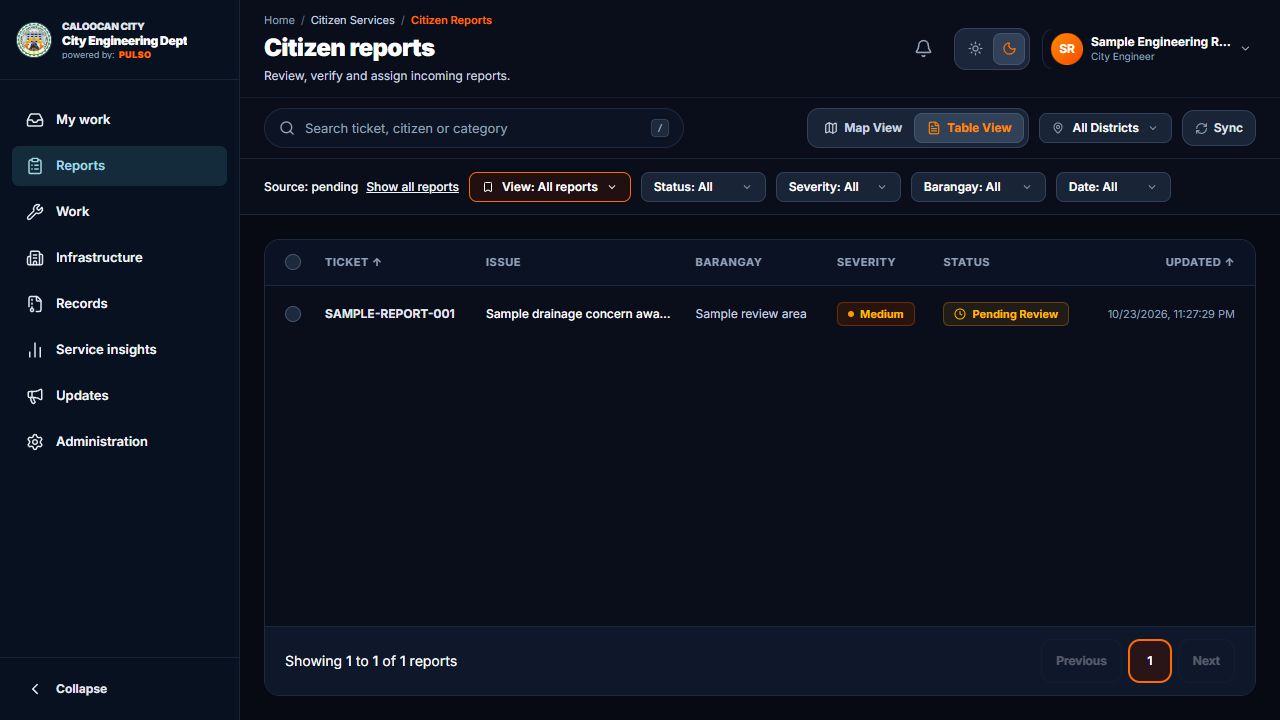 CALOOCAN CITY
City Engineering Dept
powered by: PULSO
My work
Reports
Work
Infrastructure
Records
Service insights
Updates
Administration
Collapse
Home / Citizen Services / Citizen Reports
Citizen reports
Review, verify and assign incoming reports.
SR
Sample Engineering R...
City Engineer
Search ticket, citizen or category /
Map View Table View All Districts Sync
Source: pending Show all reports View: All reports Status: All Severity: All Barangay: All Date: All
TICKET ↑ ISSUE BARANGAY SEVERITY STATUS UPDATED ↑
SAMPLE-REPORT-001 Sample drainage concern awa... Sample review area Medium Pending Review 10/23/2026, 11:27:29 PM
Showing 1 to 1 of 1 reports
Previous 1 Next